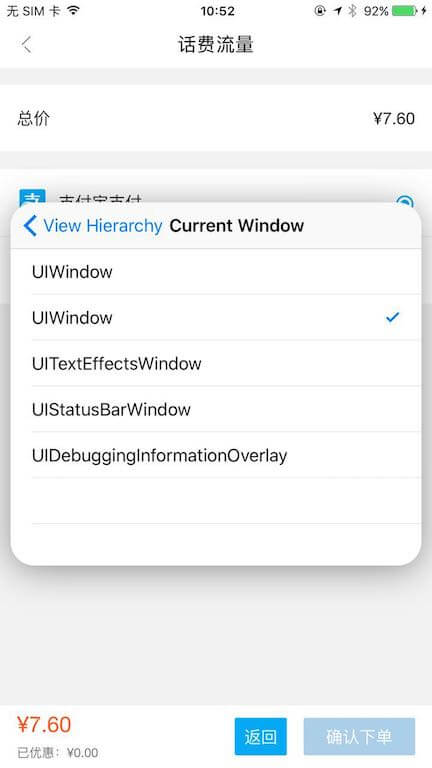 无 SIM 卡 10:52 92%
话费流量
总价 ¥7.60
支 支付宝支付
View Hierarchy Current Window
UIWindow
UIWindow
UITextEffectsWindow
UIStatusBarWindow
UIDebuggingInformationOverlay
¥7.60
已优惠：¥0.00
返回 确认下单